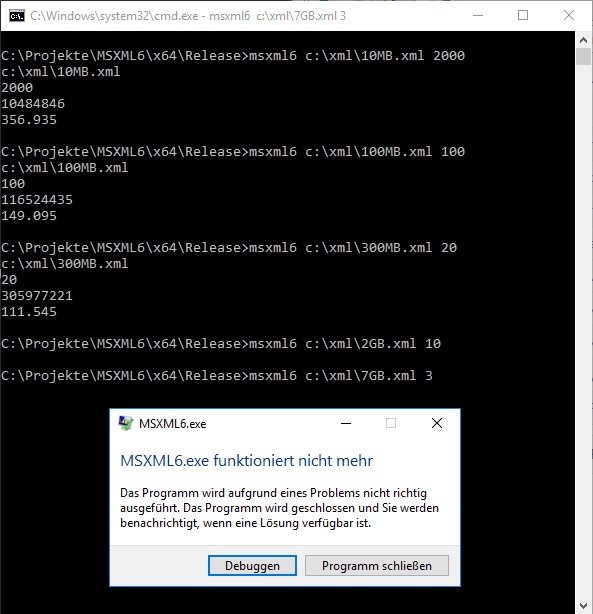 C:\Windows\system32\cmd.exe - msxml6  c:\xml\7GB.xml 3
C:\Projekte\MSXML6\x64\Release>msxml6 c:\xml\10MB.xml 2000
c:\xml\10MB.xml
2000
10484846
356.935
C:\Projekte\MSXML6\x64\Release>msxml6 c:\xml\100MB.xml 100
c:\xml\100MB.xml
100
116524435
149.095
C:\Projekte\MSXML6\x64\Release>msxml6 c:\xml\300MB.xml 20
c:\xml\300MB.xml
20
305977221
111.545
C:\Projekte\MSXML6\x64\Release>msxml6 c:\xml\2GB.xml 10
C:\Projekte\MSXML6\x64\Release>msxml6 c:\xml\7GB.xml 3
MSXML6.exe
MSXML6.exe funktioniert nicht mehr
Das Programm wird aufgrund eines Problems nicht richtig
ausgeführt. Das Programm wird geschlossen und Sie werden
benachrichtigt, wenn eine Lösung verfügbar ist.
Debuggen
Programm schließen